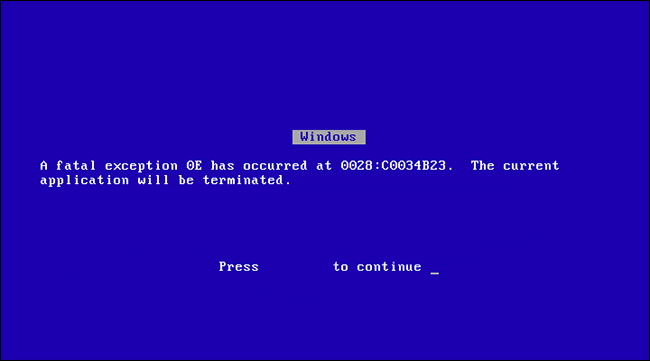 Windows
A fatal exception 0E has occurred at 0028:C0034B23. The current
application will be terminated.
Press to continue _